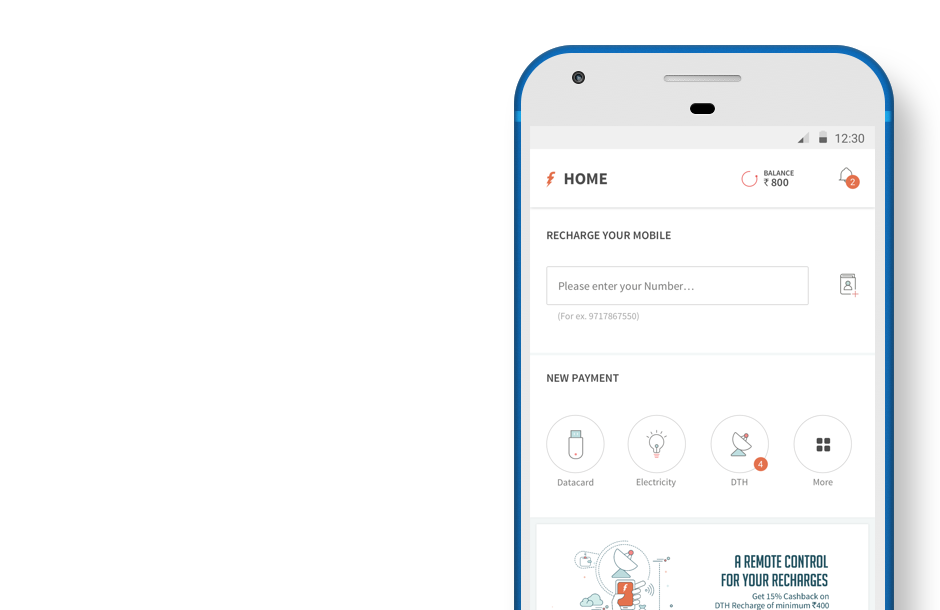 12:30
HOME
BALANCE
₹ 800
2
RECHARGE YOUR MOBILE
Please enter your Number...
(For ex. 9717867550)
NEW PAYMENT
4
Datacard
Electricity
DTH
More
A REMOTE CONTROL
FOR YOUR RECHARGES
Get 15% Cashback on
DTH Recharge of minimum ₹400